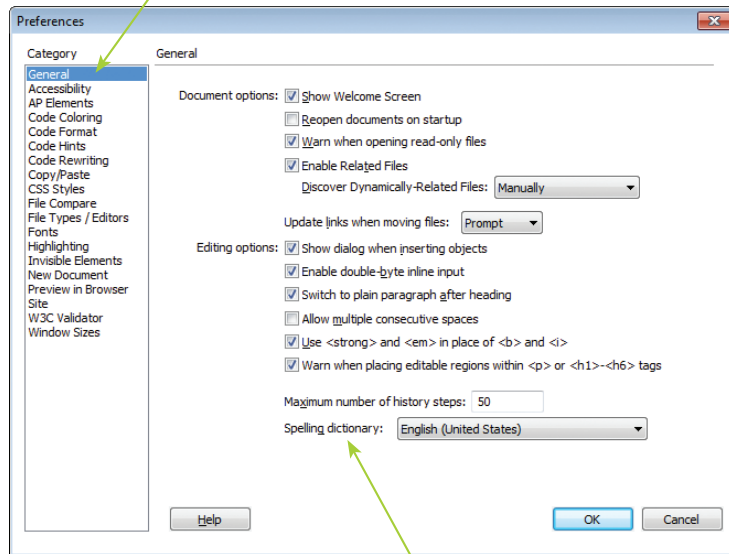 Preferences
Category
General
Accessibility
AP Elements
Code Coloring
Code Format
Code Hints
Code Rewriting
Copy/Paste
CSS Styles
File Compare
File Types / Editors
Fonts
Highlighting
Invisible Elements
New Document
Preview in Browser
Site
W3C Validator
Window Sizes
General
Document options: Show Welcome Screen
Reopen documents on startup
Warn when opening read-only files
Enable Related Files
Discover Dynamically-Related Files: Manually
Update links when moving files: Prompt
Editing options: Show dialog when inserting objects
Enable double-byte inline input
Switch to plain paragraph after heading
Allow multiple consecutive spaces
Use <strong> and <em> in place of <b> and <i>
Warn when placing editable regions within <p> or <h1>-<h6> tags
Maximum number of history steps: 50
Spelling dictionary: English (United States)
Help OK Cancel